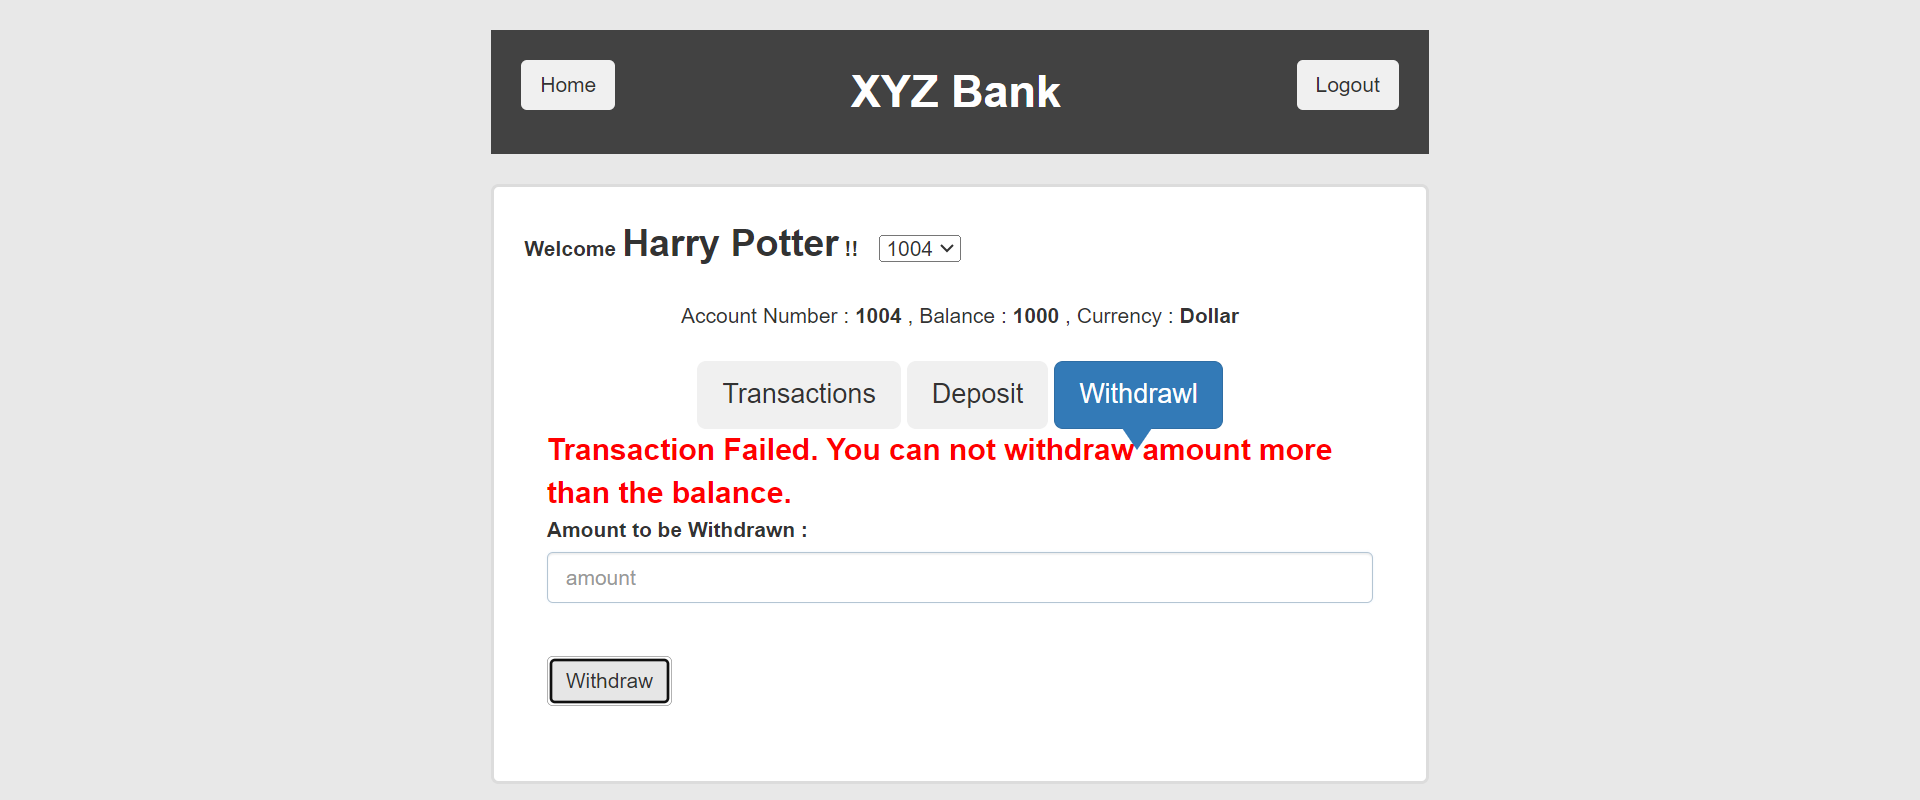 Home
XYZ Bank
Logout
Welcome Harry Potter !! 1004
Account Number : 1004 , Balance : 1000 , Currency : Dollar
Transactions
Deposit
Withdrawl
Transaction Failed. You can not withdraw amount more
than the balance.
Amount to be Withdrawn :
amount
Withdraw